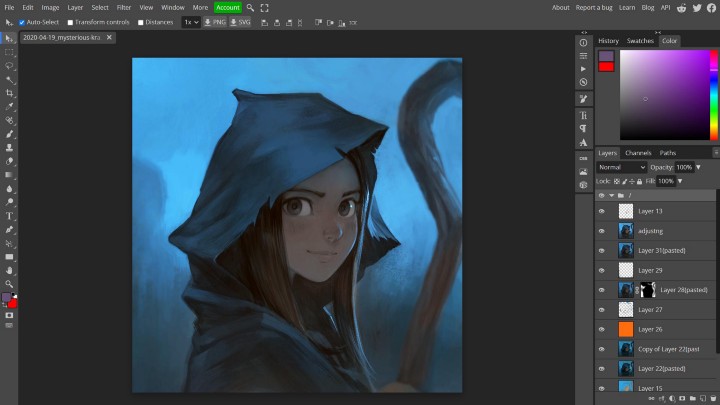 File Edit Image Layer Select Filter View Window More Account About Report a bug Learn Blog API
Auto-Select Transform controls Distances 1x PNG SVG
2020-04-19_mysterious kra
History Swatches Color
Layers Channels Paths
Normal Opacity: 100%
Lock: Fill: 100%
/
Layer 13
adjustng
Layer 31(pasted)
Layer 29
Layer 28(pasted)
Layer 27
Layer 26
Copy of Layer 22(past
Layer 22(pasted)
Layer 15